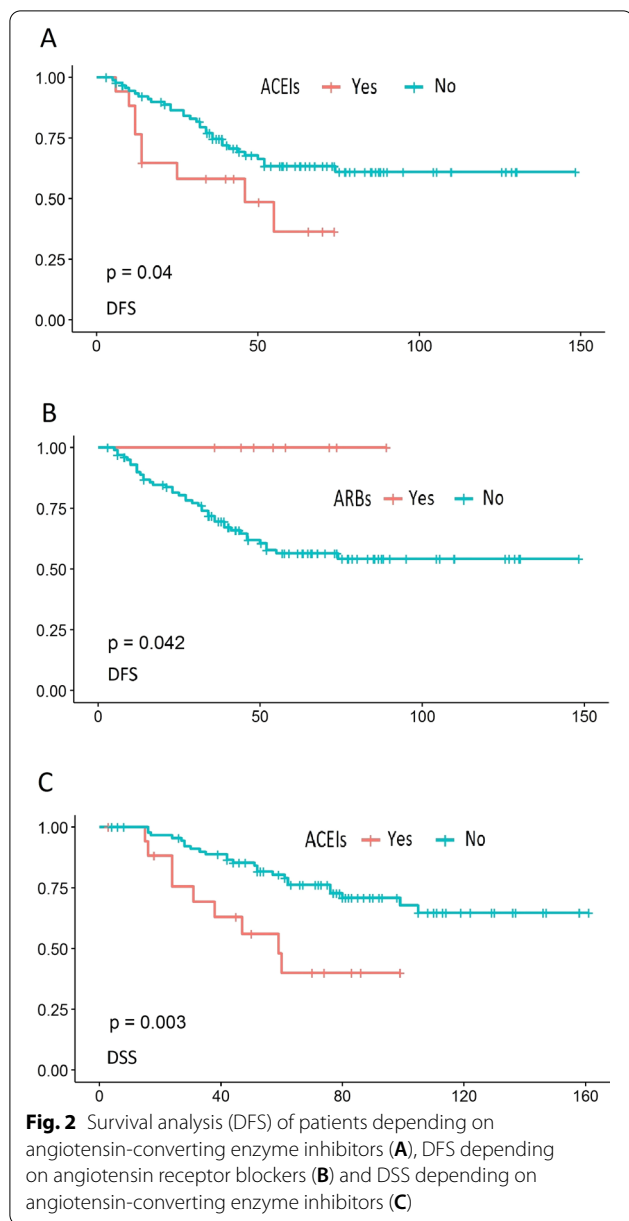 A
ACEIs Yes No
1.00
0.75
0.50
0.25
0.00
p = 0.04
DFS
0 50 100 150
B
1.00
0.75
0.50
0.25
0.00
ARBs Yes No
p = 0.042
DFS
0 50 100 150
C
ACEIs Yes No
1.00
0.75
0.50
0.25
0.00
p = 0.003
DSS
0 40 80 120 160
Fig. 2 Survival analysis (DFS) of patients depending on
angiotensin-converting enzyme inhibitors (A), DFS depending
on angiotensin receptor blockers (B) and DSS depending on
angiotensin-converting enzyme inhibitors (C)